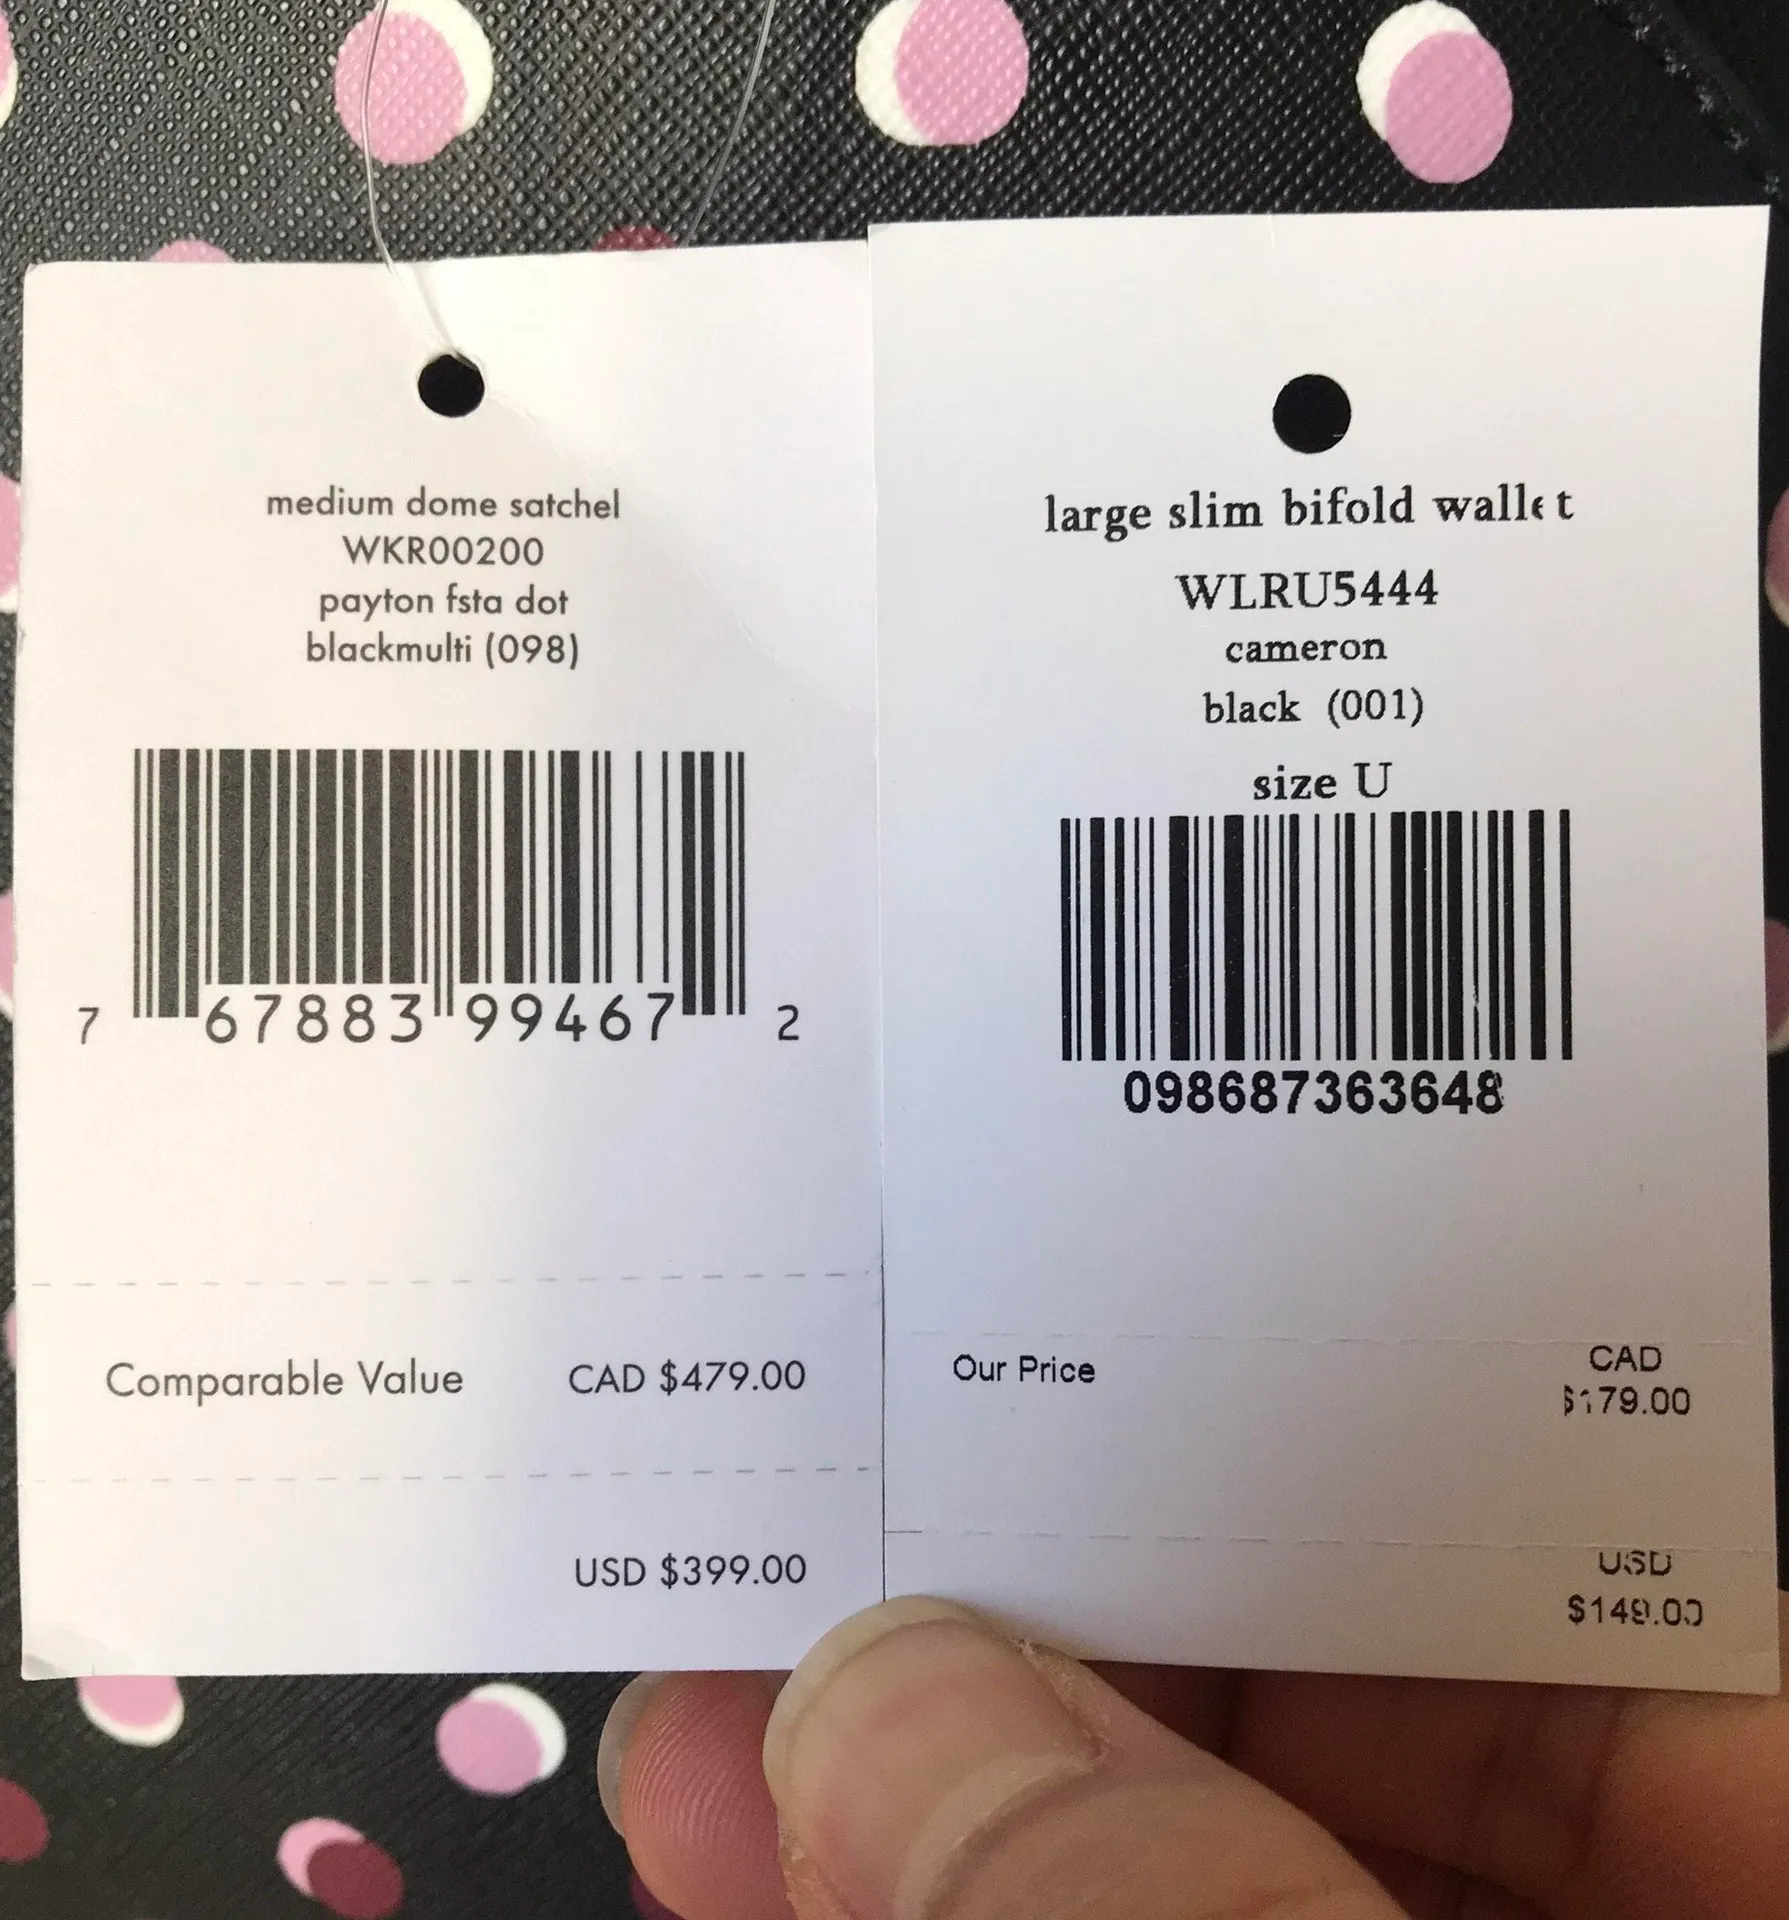 medium dome satchel
WKR00200
payton fsta dot
blackmulti (098)
7 67883 99467 2
Comparable Value CAD $479.00
USD $399.00
large slim bifold wallet
WLRU5444
cameron
black (001)
size U
098687363648
Our Price CAD
$179.00
USD
$149.00